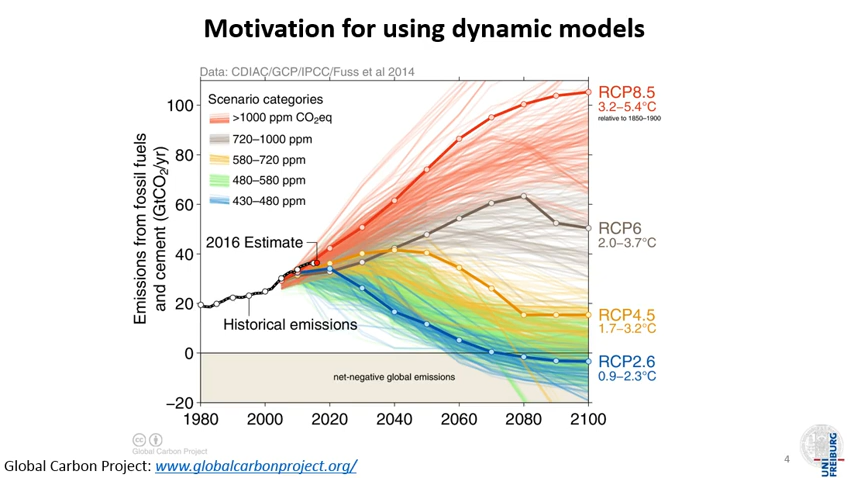 Motivation for using dynamic models
Data: CDIAC/GCP/IPCC/Fuss et al 2014
Emissions from fossil fuels
and cement (GtCO₂/yr)
100
80
60
40
20
0
−20
Scenario categories
>1000 ppm CO₂eq
720–1000 ppm
580–720 ppm
480–580 ppm
430–480 ppm
2016 Estimate
Historical emissions
net-negative global emissions
RCP8.5
3.2–5.4°C
relative to 1850–1900
RCP6
2.0–3.7°C
RCP4.5
1.7–3.2°C
RCP2.6
0.9–2.3°C
1980 2000 2020 2040 2060 2080 2100
cc
Global Carbon Project
Global Carbon Project: www.globalcarbonproject.org/
4
UNI
FREIBURG